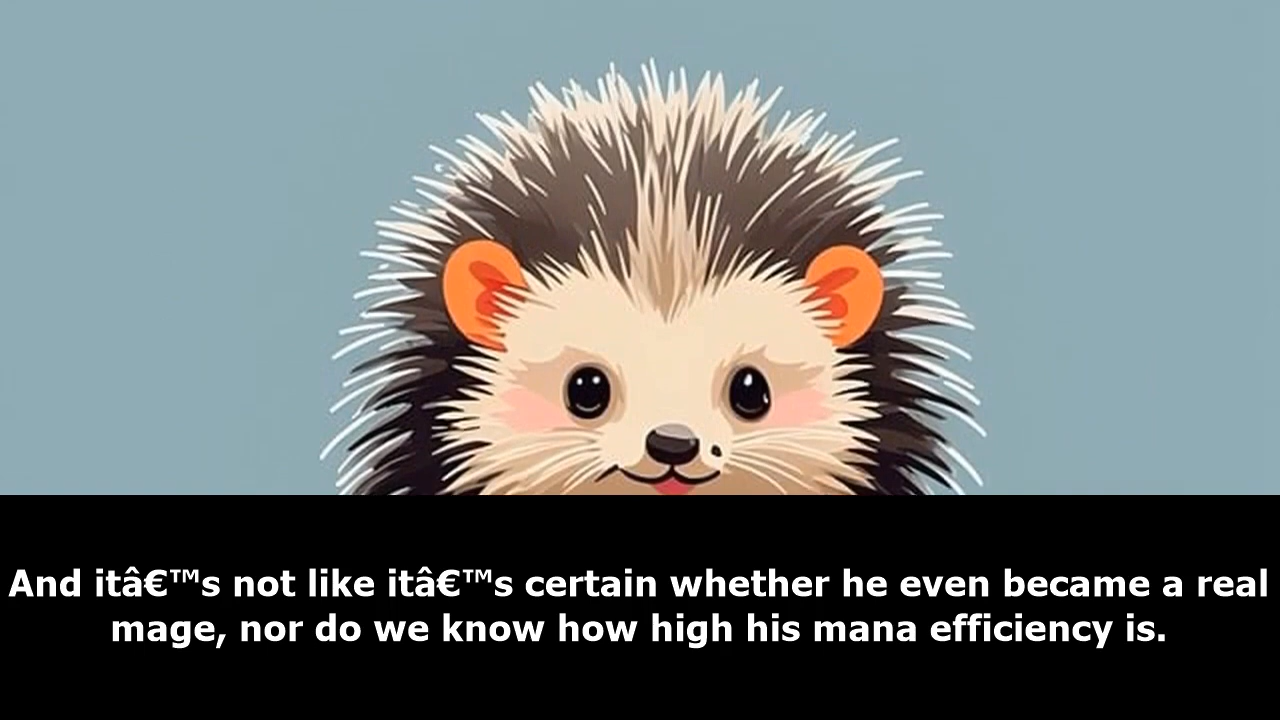 And itâ€™s not like itâ€™s certain whether he even became a real
mage, nor do we know how high his mana efficiency is.